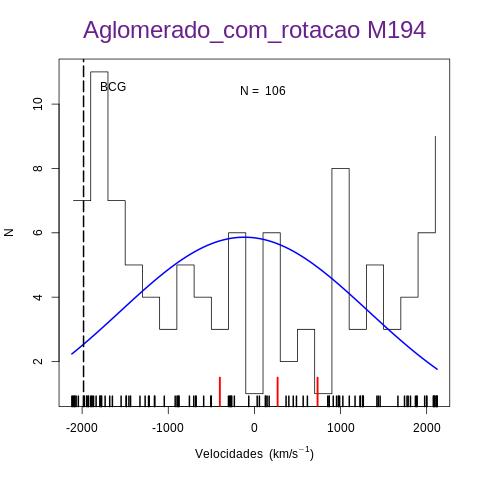 Aglomerado_com_rotacao M194
BCG
N = 106
N
10
8
6
4
2
-2000 -1000 0 1000 2000
Velocidades (km/s⁻¹)